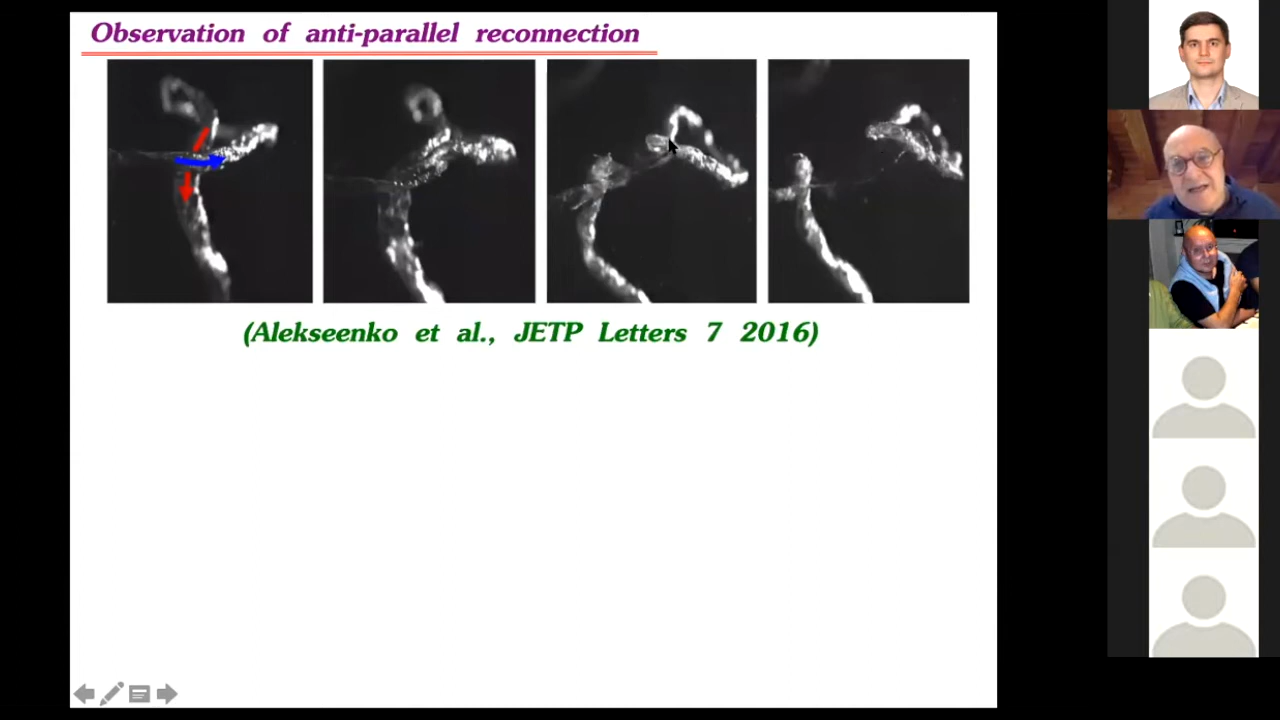 Observation of anti-parallel reconnection
(Alekseenko et al., JETP Letters 7 2016)